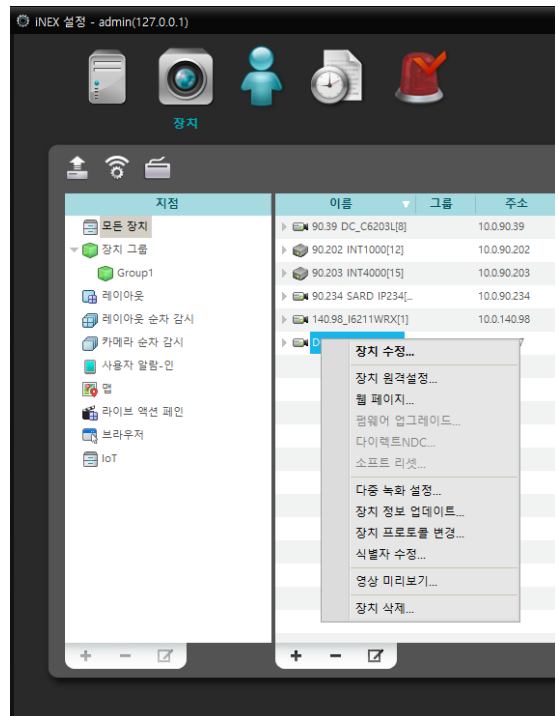 iNEX 설정 - admin(127.0.0.1)
장치
지점
모든 장치
장치 그룹
Group1
레이아웃
레이아웃 순차 감시
카메라 순차 감시
사용자 알람-인
맵
라이브 액션 페인
브라우저
IoT
이름 그룹 주소
90.39 DC_C6203L[8] 10.0.90.39
90.202 INT1000[12] 10.0.90.202
90.203 INT4000[15] 10.0.90.203
90.234 SARD IP234[... 10.0.90.234
140.98_I6211WRX[1] 10.0.140.98
D 7
장치 수정...
장치 원격설정...
웹 페이지...
펌웨어 업그레이드...
다이렉트NDC...
소프트 리셋...
다중 녹화 설정...
장치 정보 업데이트...
장치 프로토콜 변경...
식별자 수정...
영상 미리보기...
장치 삭제...